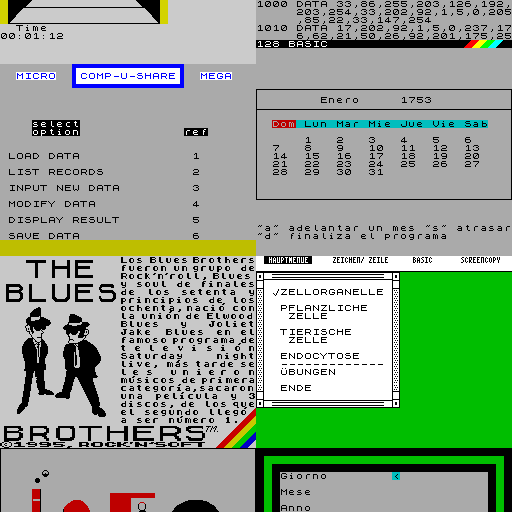 Time
00:01:12
1000 DATA 33,86,255,203,126,192,
203,254,33,202,92,1,5,0,205
,85,22,33,147,254
1010 DATA 17,202,92,1,5,0,237,17
6,62,21,50,26,92,201,175,25
128 BASIC
MICRO COMP-U-SHARE MEGA
select
option ref
LOAD DATA 1
LIST RECORDS 2
INPUT NEW DATA 3
MODIFY DATA 4
DISPLAY RESULT 5
SAVE DATA 6
Enero 1753
Dom Lun Mar Mie Jue Vie Sab
1 2 3 4 5 6
7 8 9 10 11 12 13
14 15 16 17 18 19 20
21 22 23 24 25 26 27
28 29 30 31
"a" adelantar un mes "s" atrasar
"d" finaliza el programa
THE
BLUES
BROTHERS TM.
©1995, ROCK'N'SOFT
Los Blues Brothers
fueron un grupo de
Rock'n'roll, Blues
y soul de finales
de los setenta y
principios de los
ochenta, nació con
la unión de Elwood
Blues y Joliet
Jake Blues en el
famoso programa de
televisión
Saturday night
live, más tarde se
les unieron
músicos de primera
categoría, sacaron
una película y 3
discos, de los que
el segundo llegó
a ser número 1.
HAUPTMENUE ZEICHEN/ ZEILE BASIC SCREENCOPY
√ZELLORGANELLE
PFLANZLICHE
ZELLE
TIERISCHE
ZELLE
ENDOCYTOSE
ÜBUNGEN
ENDE
Giorno <
Mese
Anno